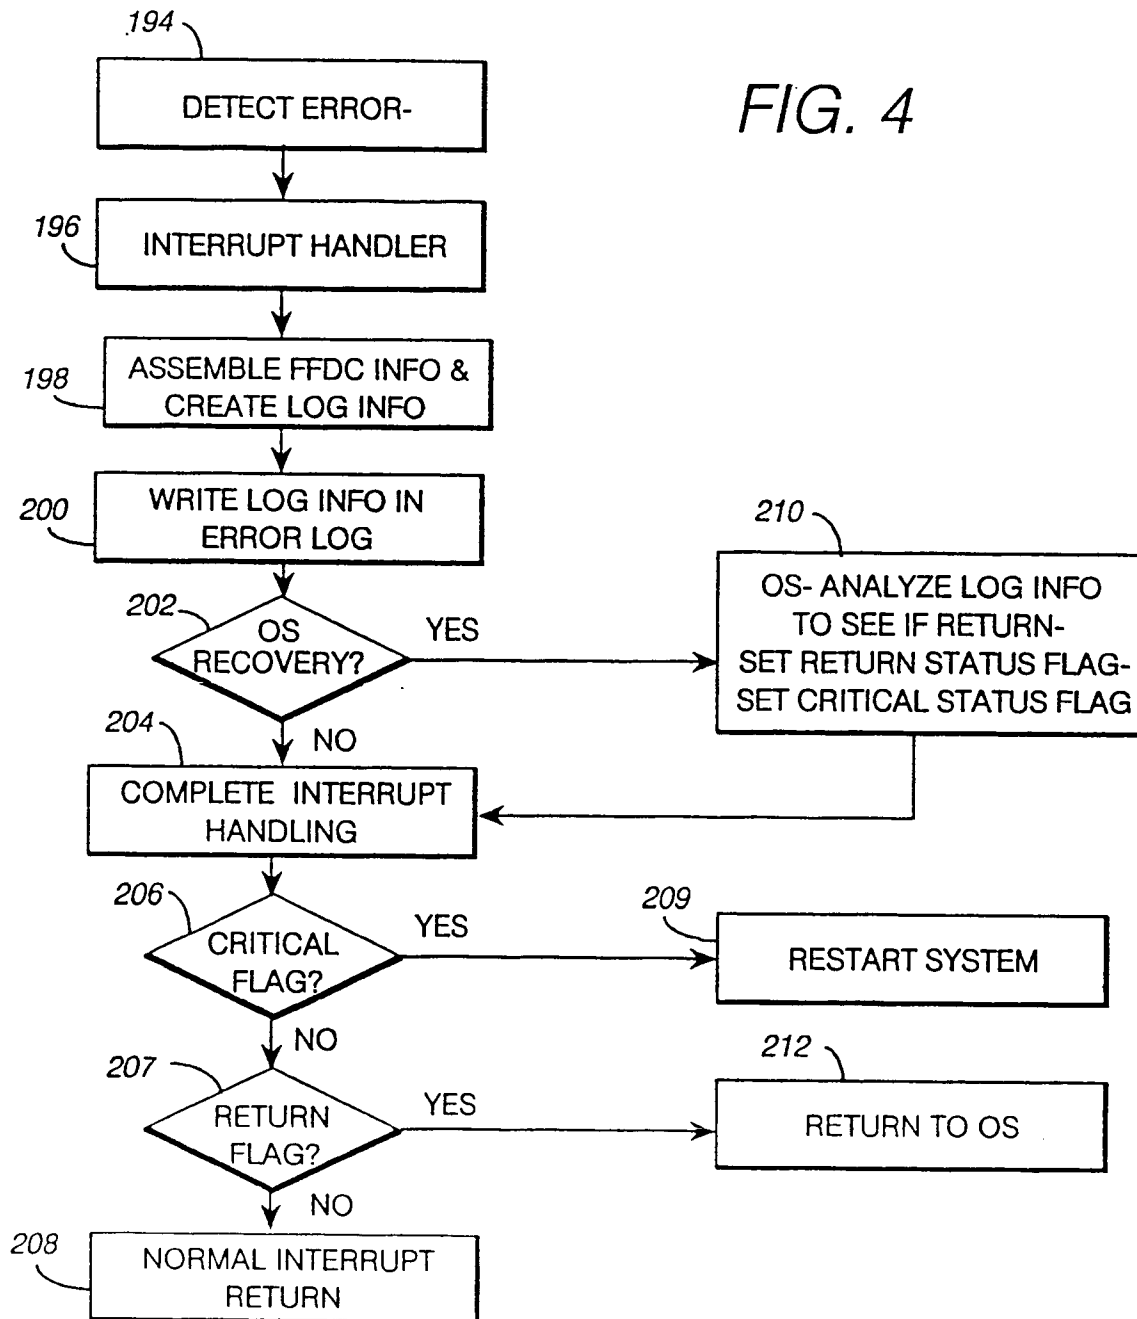 194
DETECT ERROR-
FIG. 4
196
INTERRUPT HANDLER
198
ASSEMBLE FFDC INFO &
CREATE LOG INFO
200
WRITE LOG INFO IN
ERROR LOG
202
OS
RECOVERY?
YES
210
OS- ANALYZE LOG INFO
TO SEE IF RETURN-
SET RETURN STATUS FLAG-
SET CRITICAL STATUS FLAG
NO
204
COMPLETE INTERRUPT
HANDLING
206
CRITICAL
FLAG?
YES
209
RESTART SYSTEM
NO
207
RETURN
FLAG?
YES
212
RETURN TO OS
NO
208
NORMAL INTERRUPT
RETURN